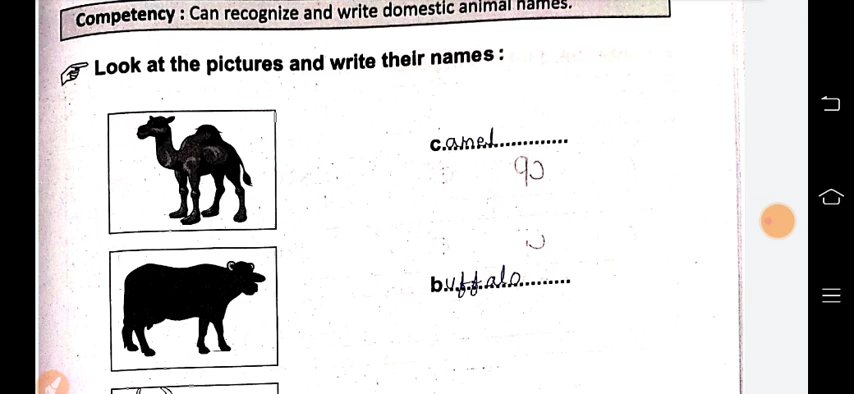 Competency : Can recognize and write domestic animal names.
Look at the pictures and write their names :
camel.............
buffalo.........